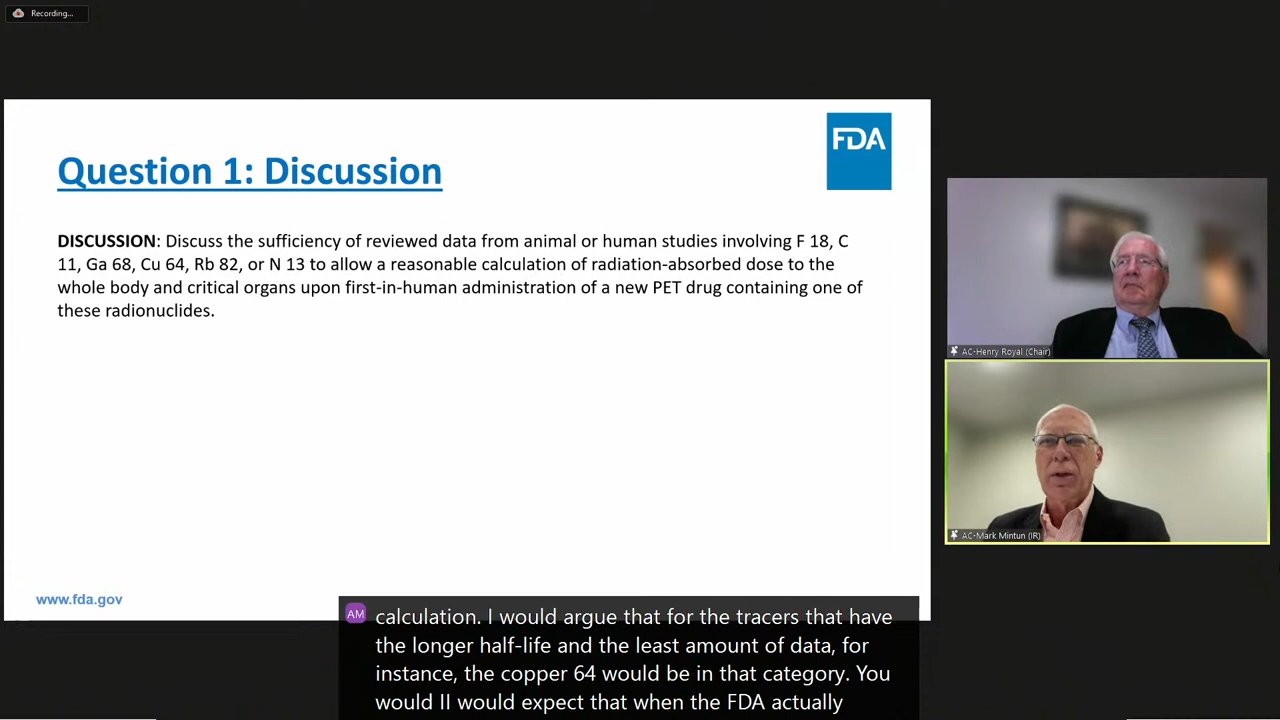 Recording...
FDA
Question 1: Discussion
DISCUSSION: Discuss the sufficiency of reviewed data from animal or human studies involving F 18, C
11, Ga 68, Cu 64, Rb 82, or N 13 to allow a reasonable calculation of radiation-absorbed dose to the
whole body and critical organs upon first-in-human administration of a new PET drug containing one of
these radionuclides.
AC-Henry Royal (Chair)
AC-Mark Mintun (IR)
www.fda.gov
AM
calculation. I would argue that for the tracers that have
the longer half-life and the least amount of data, for
instance, the copper 64 would be in that category. You
would II would expect that when the FDA actually